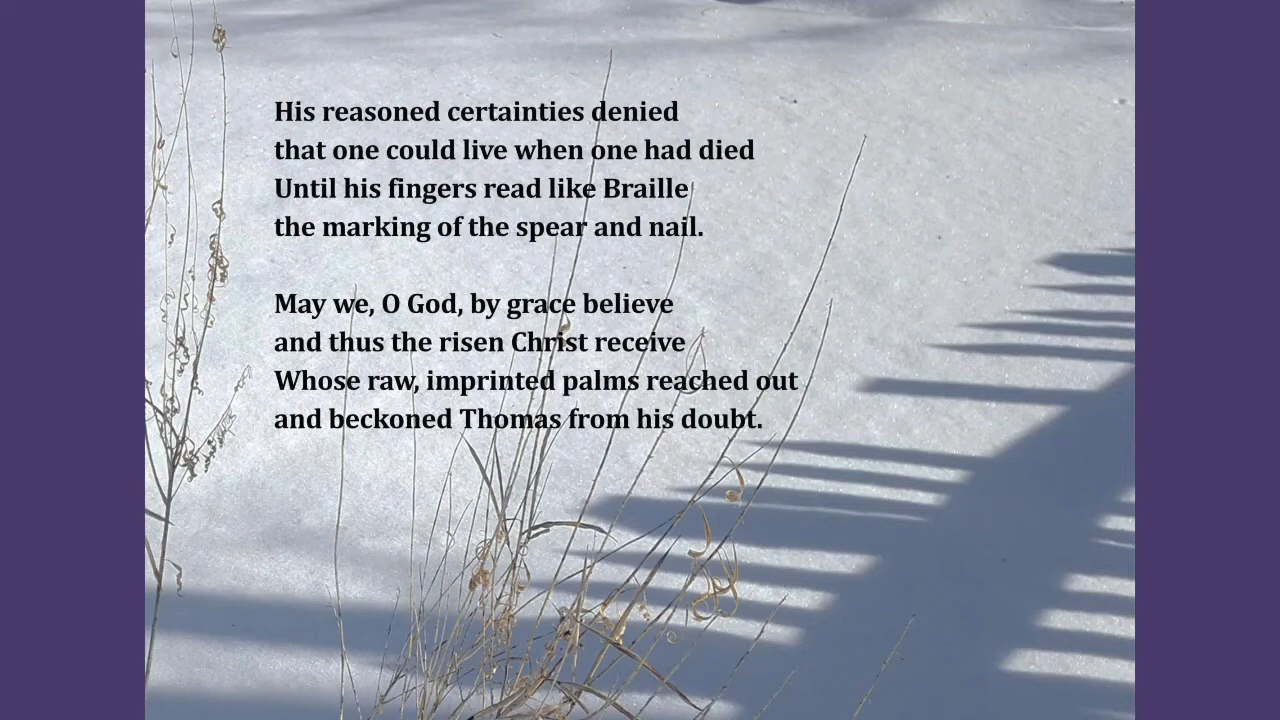 His reasoned certainties denied
that one could live when one had died
Until his fingers read like Braille
the marking of the spear and nail.
May we, O God, by grace believe
and thus the risen Christ receive
Whose raw, imprinted palms reached out
and beckoned Thomas from his doubt.